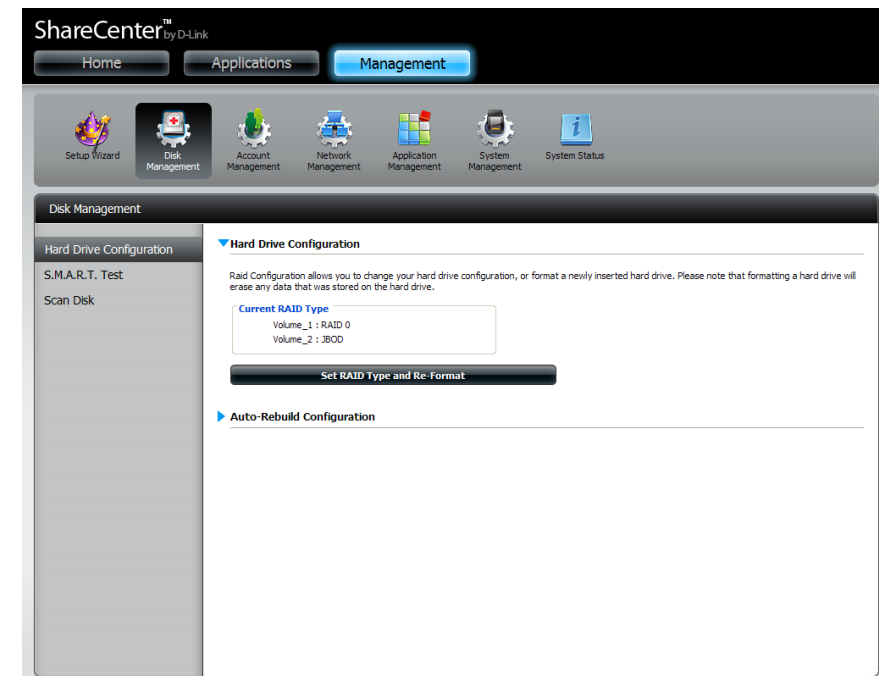 ShareCenter™ by D-Link
Home
Applications
Management
Setup Wizard
Disk
Management
Account
Management
Network
Management
Application
Management
System
Management
System Status
Disk Management
Hard Drive Configuration
S.M.A.R.T. Test
Scan Disk
Hard Drive Configuration
Raid Configuration allows you to change your hard drive configuration, or format a newly inserted hard drive. Please note that formatting a hard drive will
erase any data that was stored on the hard drive.
Current RAID Type
Volume_1 : RAID 0
Volume_2 : JBOD
Set RAID Type and Re-Format
Auto-Rebuild Configuration